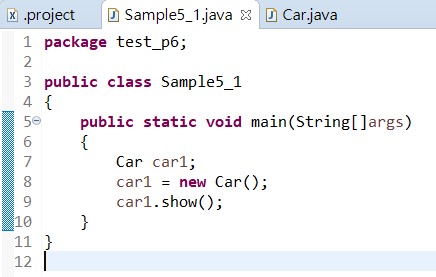 .project Sample5_1.java Car.java
1 package test_p6;
2
3 public class Sample5_1
4 {
5 public static void main(String[]args)
6 {
7 Car car1;
8 car1 = new Car();
9 car1.show();
10 }
11 }
12